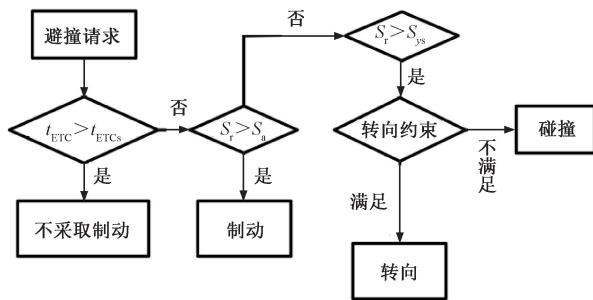 避撞请求
否
S_r>S_ys
是
t_ETC>t_ETCs
否
S_r>S_a
转向约束
碰撞
不满足
是
是
满足
不采取制动
制动
转向